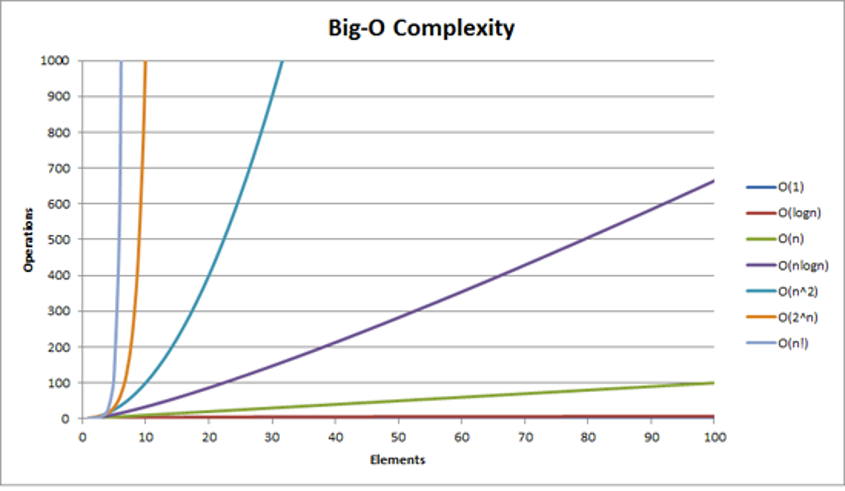 Big-O Complexity
1000
900
800
700
600
500
400
300
200
100
0
0 10 20 30 40 50 60 70 80 90 100
Operations
Elements
O(1)
O(logn)
O(n)
O(nlogn)
O(n^2)
O(2^n)
O(n!)